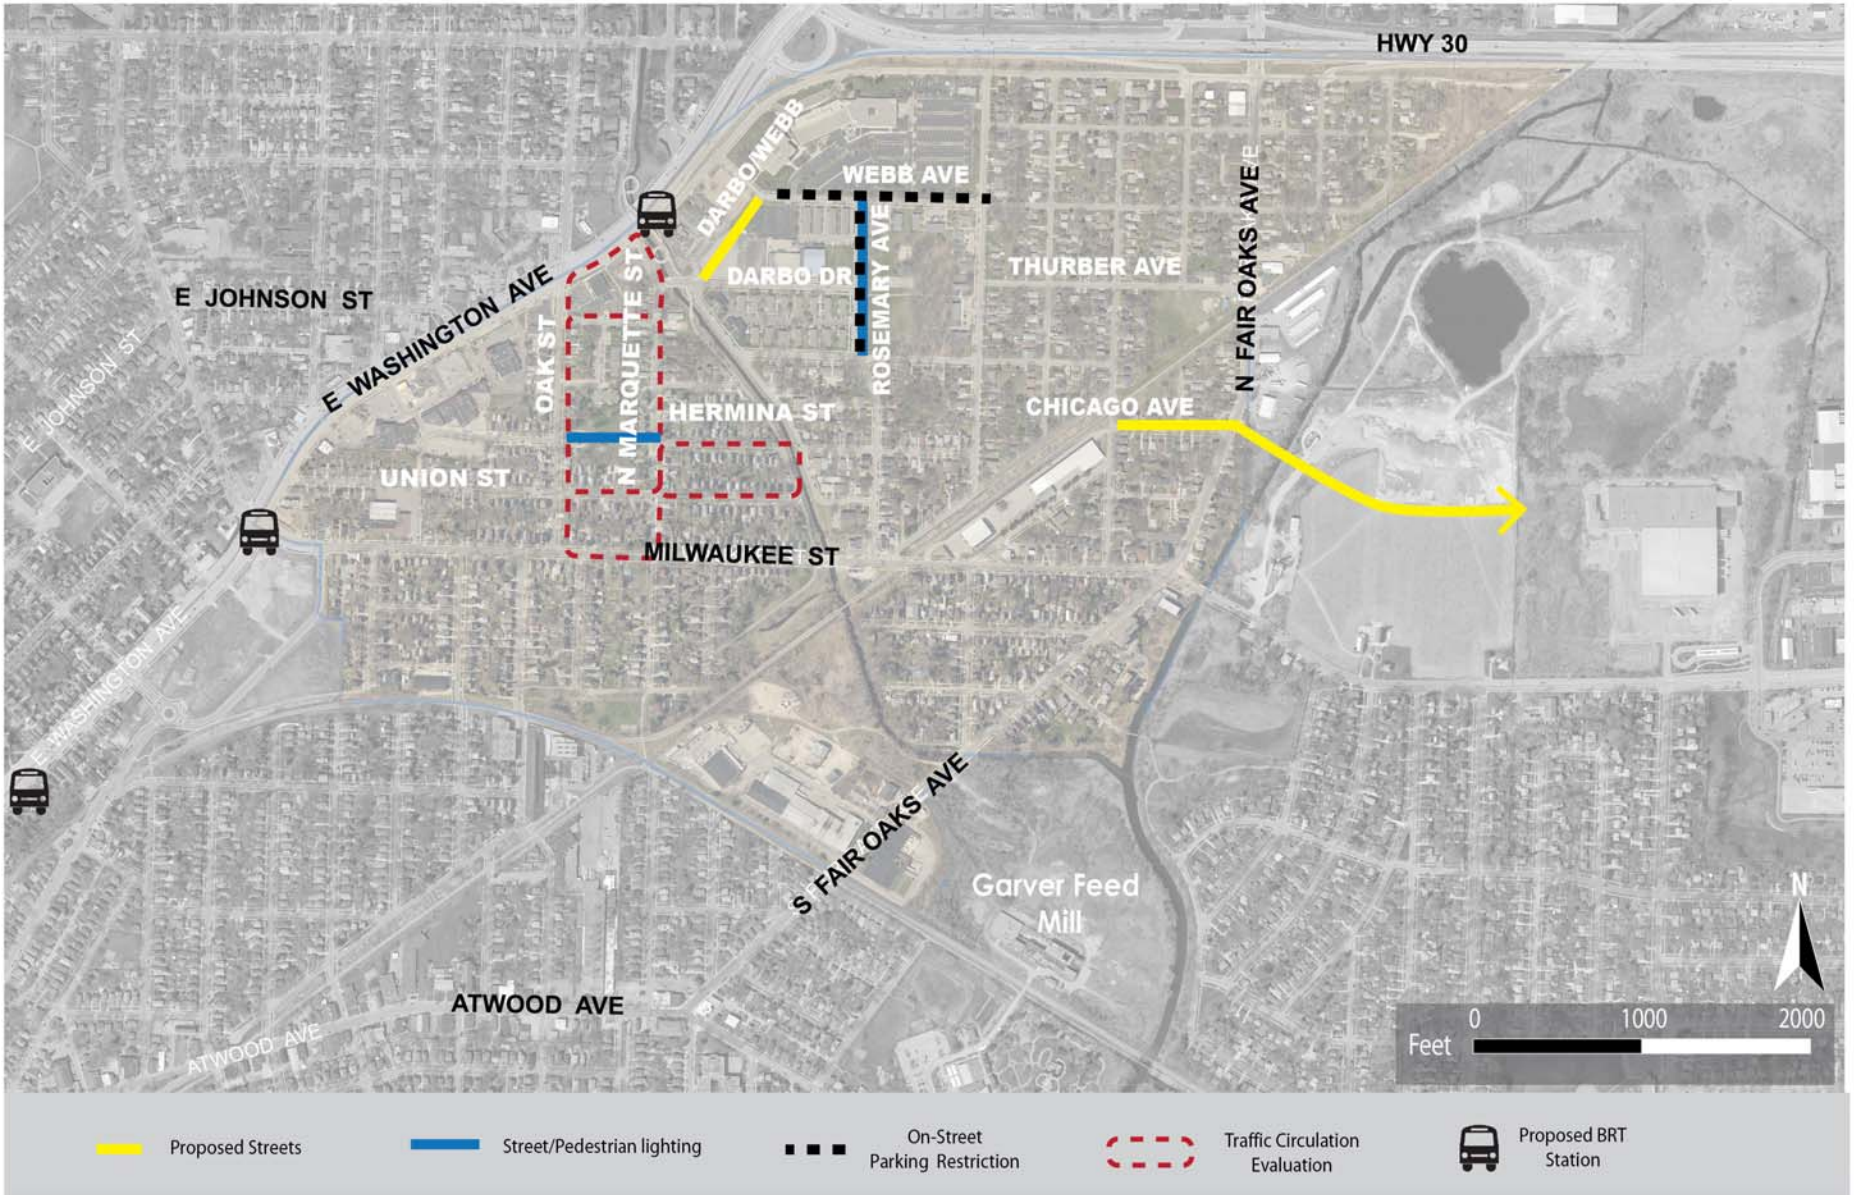 HWY 30
DARBO/WEBB
WEBB AVE
N FAIR OAKS AVE
ROSEMARY AVE
DARBO DR
THURBER AVE
E JOHNSON ST
E WASHINGTON AVE
N MARQUETTE ST
OAK ST
E JOHNSON ST
HERMINA ST
CHICAGO AVE
UNION ST
MILWAUKEE ST
E WASHINGTON AVE
S FAIR OAKS AVE
Garver Feed
Mill
N
ATWOOD AVE
ATWOOD AVE
0 1000 2000
Feet
Proposed Streets
Street/Pedestrian lighting
On-Street
Parking Restriction
Traffic Circulation
Evaluation
Proposed BRT
Station